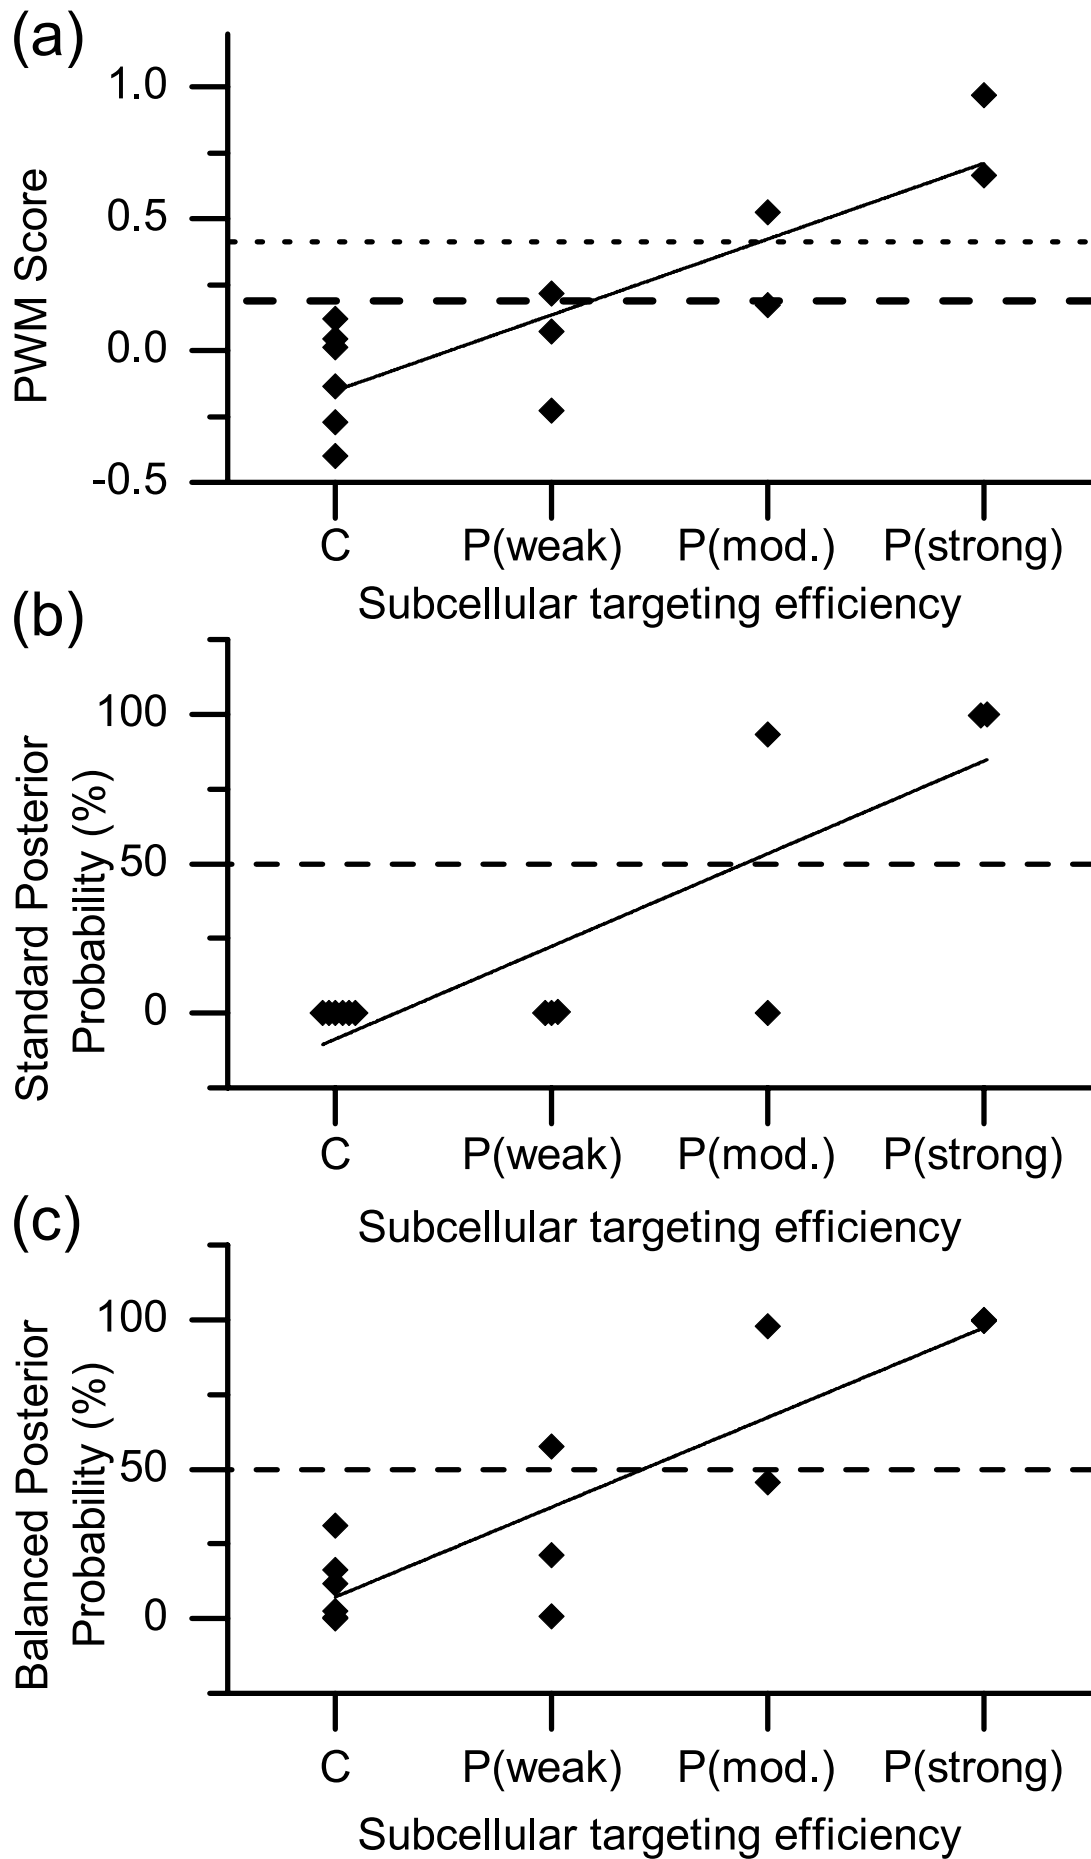 (a)
PWM Score
1.0
0.5
0.0
-0.5
C P(weak) P(mod.) P(strong)
Subcellular targeting efficiency
(b)
Standard Posterior
Probability (%)
100
50
0
C P(weak) P(mod.) P(strong)
Subcellular targeting efficiency
(c)
Balanced Posterior
Probability (%)
100
50
0
C P(weak) P(mod.) P(strong)
Subcellular targeting efficiency